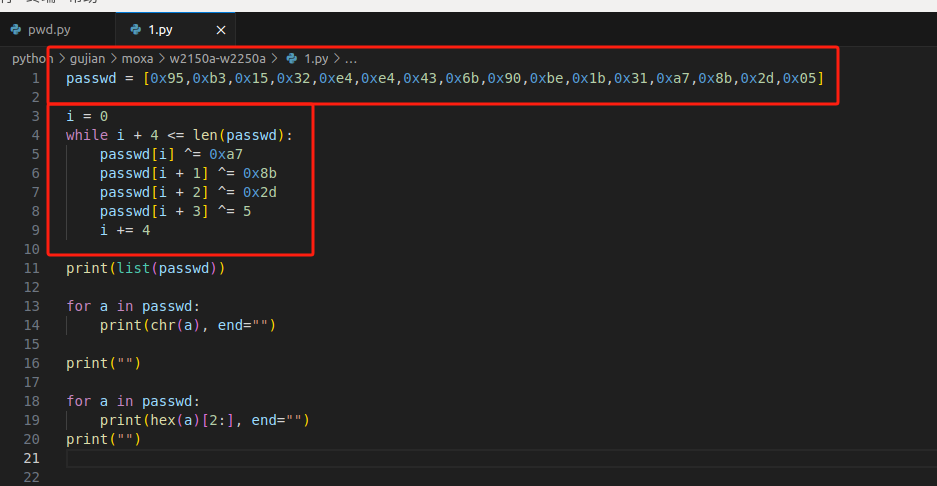 pwd.py 1.py ×
python > gujian > moxa > w2150a-w2250a > 1.py > ...
1 passwd = [0x95,0xb3,0x15,0x32,0xe4,0xe4,0x43,0x6b,0x90,0xbe,0x1b,0x31,0xa7,0x8b,0x2d,0x05]
2
3 i = 0
4 while i + 4 <= len(passwd):
5     passwd[i] ^= 0xa7
6     passwd[i + 1] ^= 0x8b
7     passwd[i + 2] ^= 0x2d
8     passwd[i + 3] ^= 5
9     i += 4
10
11 print(list(passwd))
12
13 for a in passwd:
14     print(chr(a), end="")
15
16 print("")
17
18 for a in passwd:
19     print(hex(a)[2:], end="")
20 print("")
21
22